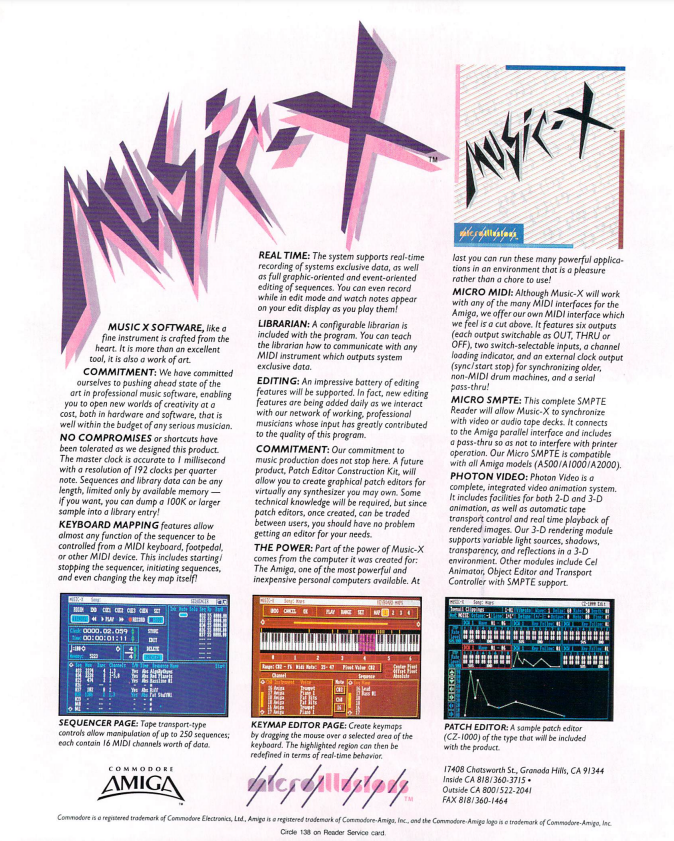 MUSIC-X
TM
MUSIC-X
microillusions
MUSIC X SOFTWARE, like a
fine instrument is crafted from the
heart. It is more than an excellent
tool, it is also a work of art.
COMMITMENT: We have committed
ourselves to pushing ahead state of the
art in professional music software, enabling
you to open new worlds of creativity at a
cost, both in hardware and software, that is
well within the budget of any serious musician.
NO COMPROMISES or shortcuts have
been tolerated as we designed this product.
The master clock is accurate to 1 millisecond
with a resolution of 192 clocks per quarter
note. Sequences and library data can be any
length, limited only by available memory —
if you want, you can dump a 100K or larger
sample into a library entry!
KEYBOARD MAPPING features allow
almost any function of the sequencer to be
controlled from a MIDI keyboard, footpedal,
or other MIDI device. This includes starting/
stopping the sequencer, initiating sequences,
and even changing the key map itself!
REAL TIME: The system supports real-time
recording of systems exclusive data, as well
as full graphic-oriented and event-oriented
editing of sequences. You can even record
while in edit mode and watch notes appear
on your edit display as you play them!
LIBRARIAN: A configurable librarian is
included with the program. You can teach
the librarian how to communicate with any
MIDI instrument which outputs system
exclusive data.
EDITING: An impressive battery of editing
features will be supported. In fact, new editing
features are being added daily as we interact
with our network of working, professional
musicians whose input has greatly contributed
to the quality of this program.
COMMITMENT: Our commitment to
music production does not stop here. A future
product, Patch Editor Construction Kit, will
allow you to create graphical patch editors for
virtually any synthesizer you may own. Some
technical knowledge will be required, but since
patch editors, once created, can be traded
between users, you should have no problem
getting an editor for your needs.
THE POWER: Part of the power of Music-X
comes from the computer it was created for:
The Amiga, one of the most powerful and
inexpensive personal computers available. At
last you can run these many powerful applica-
tions in an environment that is a pleasure
rather than a chore to use!
MICRO MIDI: Although Music-X will work
with any of the many MIDI interfaces for the
Amiga, we offer our own MIDI interface which
we feel is a cut above. It features six outputs
(each output switchable as OUT, THRU or
OFF), two switch-selectable inputs, a channel
loading indicator, and an external clock output
(sync/start stop) for synchronizing older,
non-MIDI drum machines, and a serial
pass-thru!
MICRO SMPTE: This complete SMPTE
Reader will allow Music-X to synchronize
with video or audio tape decks. It connects
to the Amiga parallel interface and includes
a pass-thru so as not to interfere with printer
operation. Our Micro SMPTE is compatible
with all Amiga models (A500/A1000/A2000).
PHOTON VIDEO: Photon Video is a
complete, integrated video animation system.
It includes facilities for both 2-D and 3-D
animation, as well as automatic tape
transport control and real time playback of
rendered images. Our 3-D rendering module
supports variable light sources, shadows,
transparency, and reflections in a 3-D
environment. Other modules include Cel
Animator, Object Editor and Transport
Controller with SMPTE support.
MUSIC-X Song: SEQUENCER
0000.02.059
00:00:01:11
KEYBOARD MAPS
UNDO CANCEL OK PLAY RANGE SET MAP 1 2 3 4
Channel Sequence
SEQUENCER PAGE: Tape transport-type
controls allow manipulation of up to 250 sequences;
each contain 16 MIDI channels worth of data.
KEYMAP EDITOR PAGE: Create keymaps
by dragging the mouse over a selected area of the
keyboard. The highlighted region can then be
redefined in terms of real-time behavior.
PATCH EDITOR: A sample patch editor
(CZ-1000) of the type that will be included
with the product.
COMMODORE
AMIGA
microillusions
TM
17408 Chatsworth St., Granada Hills, CA 91344
Inside CA 818/360-3715 •
Outside CA 800/522-2041
FAX 818/360-1464
Commodore is a registered trademark of Commodore Electronics, Ltd., Amiga is a registered trademark of Commodore-Amiga, Inc., and the Commodore-Amiga logo is a trademark of Commodore-Amiga, Inc.
Circle 138 on Reader Service card.